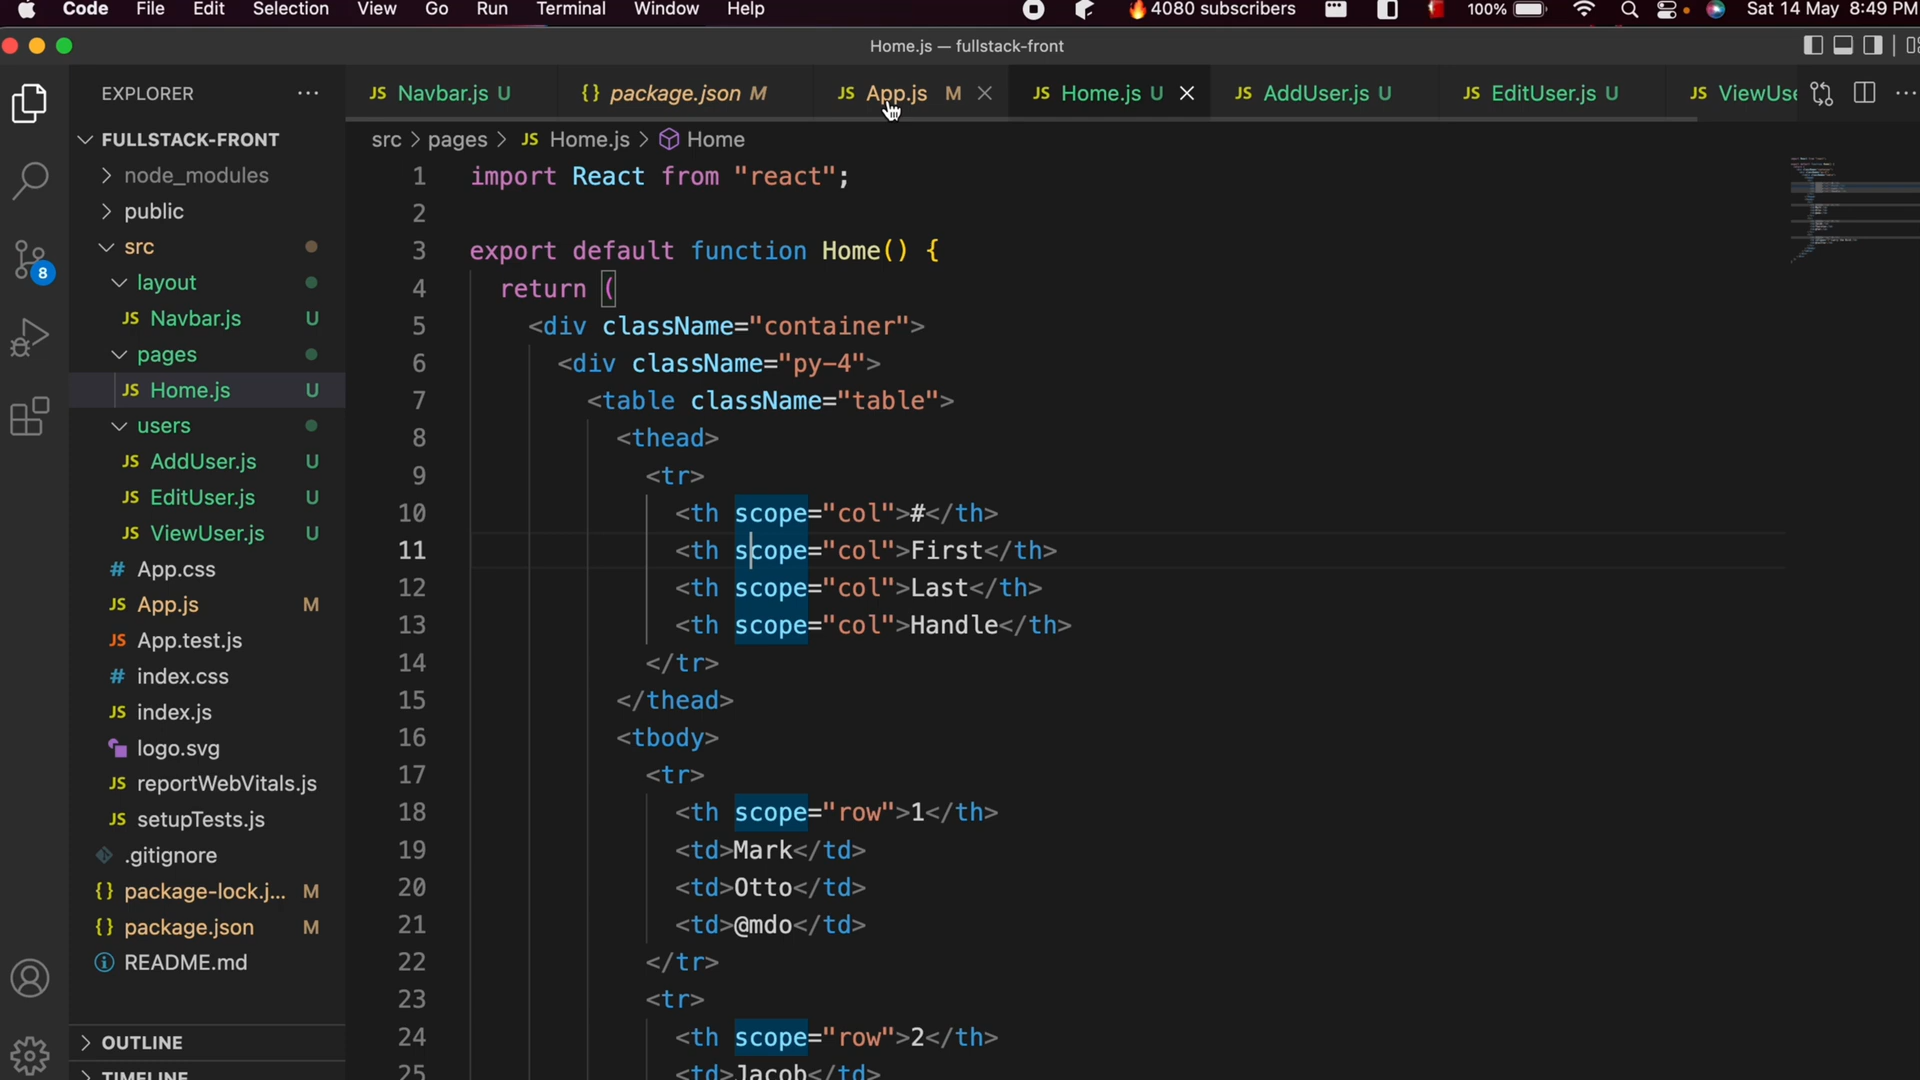 Code File Edit Selection View Go Run Terminal Window Help 4080 subscribers 100% Sat 14 May 8:49 PM
Home.js — fullstack-front
EXPLORER ···
JS Navbar.js U {} package.json M JS App.js M JS Home.js U JS AddUser.js U JS EditUser.js U JS ViewUse
src > pages > JS Home.js > Home
FULLSTACK-FRONT
node_modules
public
src
layout
JS Navbar.js U
pages
JS Home.js U
users
JS AddUser.js U
JS EditUser.js U
JS ViewUser.js U
# App.css
JS App.js M
JS App.test.js
# index.css
JS index.js
logo.svg
JS reportWebVitals.js
JS setupTests.js
.gitignore
{} package-lock.j... M
{} package.json M
README.md
OUTLINE
TIMELINE
8
1 import React from "react";
2
3 export default function Home() {
4 return (
5 <div className="container">
6 <div className="py-4">
7 <table className="table">
8 <thead>
9 <tr>
10 <th scope="col">#</th>
11 <th scope="col">First</th>
12 <th scope="col">Last</th>
13 <th scope="col">Handle</th>
14 </tr>
15 </thead>
16 <tbody>
17 <tr>
18 <th scope="row">1</th>
19 <td>Mark</td>
20 <td>Otto</td>
21 <td>@mdo</td>
22 </tr>
23 <tr>
24 <th scope="row">2</th>
25 <td>Jacob</td>